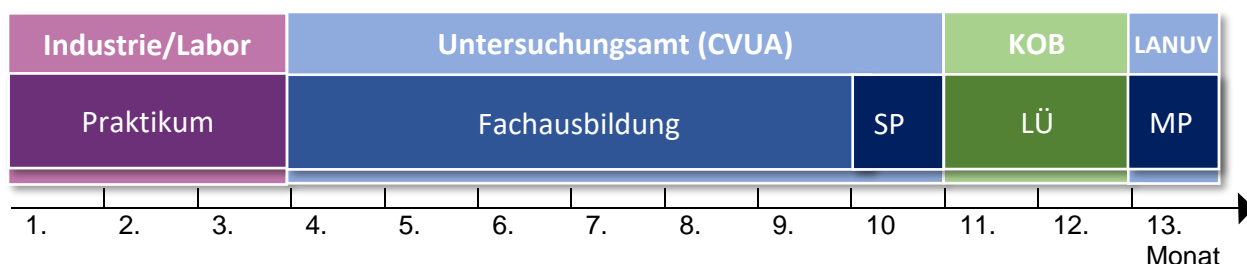 Industrie/Labor Untersuchungsamt (CVUA) KOB LANUV
Praktikum Fachausbildung SP LÜ MP
1. 2. 3. 4. 5. 6. 7. 8. 9. 10 11. 12. 13.
Monat